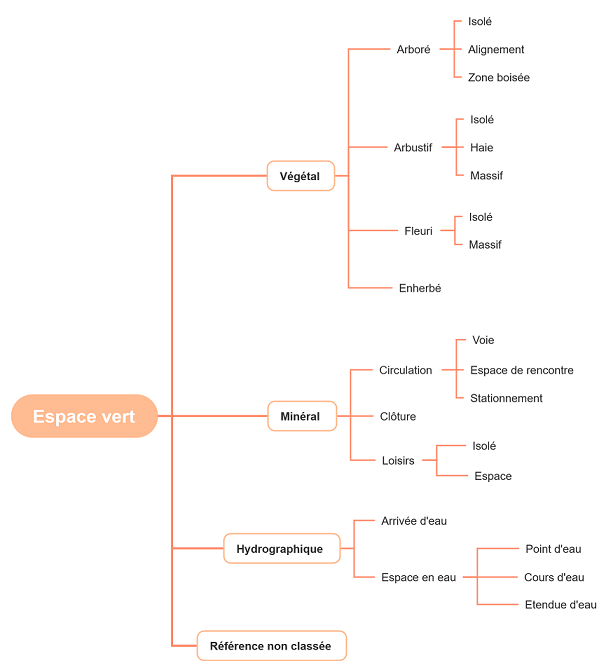 Espace vert
Végétal
Arboré
Isolé
Alignement
Zone boisée
Arbustif
Isolé
Haie
Massif
Fleuri
Isolé
Massif
Enherbé
Minéral
Circulation
Voie
Espace de rencontre
Stationnement
Clôture
Loisirs
Isolé
Espace
Hydrographique
Arrivée d'eau
Espace en eau
Point d'eau
Cours d'eau
Etendue d'eau
Référence non classée